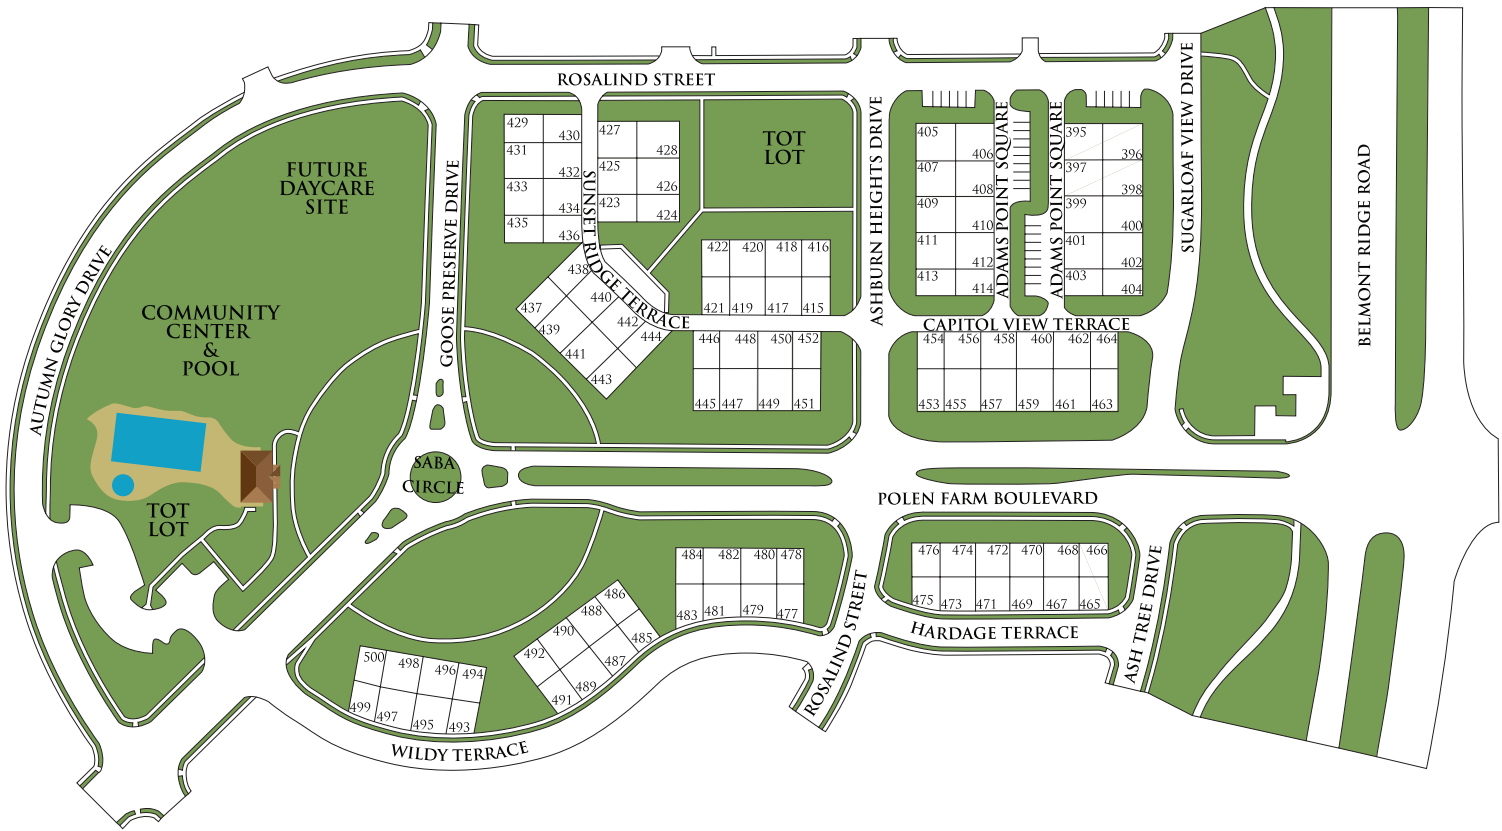 ROSALIND STREET
SUGARLOAF VIEW DRIVE
ASHBURN HEIGHTS DRIVE
ADAMS POINT SQUARE
ADAMS POINT SQUARE
BELMONT RIDGE ROAD
GOOSE PRESERVE DRIVE
SUNSET RIDGE TERRACE
AUTUMN GLORY DRIVE
FUTURE
DAYCARE
SITE
TOT
LOT
COMMUNITY
CENTER
&
POOL
TOT
LOT
SABA
CIRCLE
CAPITOL VIEW TERRACE
POLEN FARM BOULEVARD
HARDAGE TERRACE
ASH TREE DRIVE
ROSALIND STREET
WILDY TERRACE
429
430
431
432
433
434
435
436
427
428
425
426
423
424
422 420 418 416
421 419 417 415
405
406
407
408
409
410
411
412
413
414
395
396
397
398
399
400
401
402
403
404
438
437
440
439
442
441
444
443
446 448 450 452
445 447 449 451
454 456 458 460 462 464
453 455 457 459 461 463
476 474 472 470 468 466
475 473 471 469 467 465
484 482 480 478
483 481 479 477
486
488
490
492
485
487
489
491
500 498 496 494
499 497 495 493